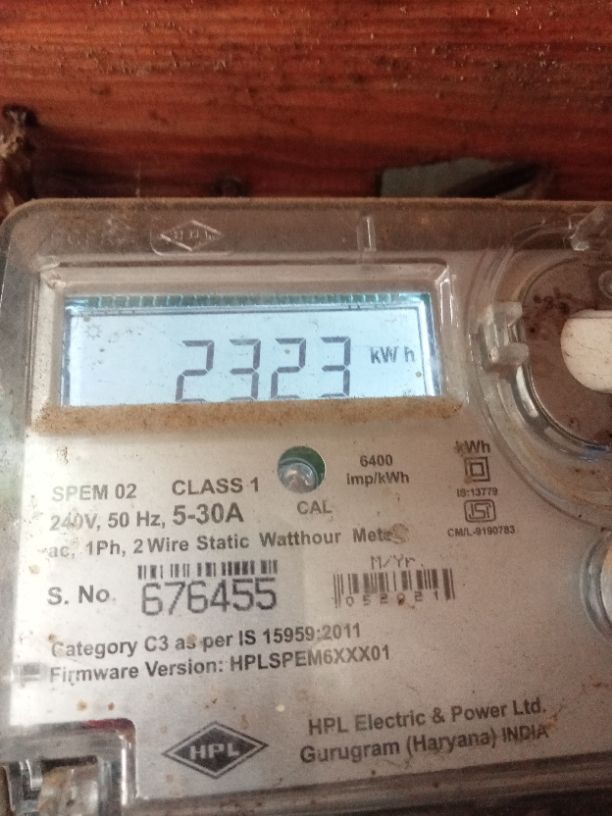 2323 kWh
kWh
6400
imp/kWh
SPEM 02 CLASS 1
CAL
IS:13779
ISI
240V, 50 Hz, 5-30A
CM/L-9190783
ac, 1Ph, 2 Wire Static Watthour Meter
M/Yr.
S. No. 676455
052021
Category C3 as per IS 15959:2011
Firmware Version: HPLSPEM6XXX01
HPL
HPL Electric & Power Ltd.
Gurugram (Haryana) INDIA